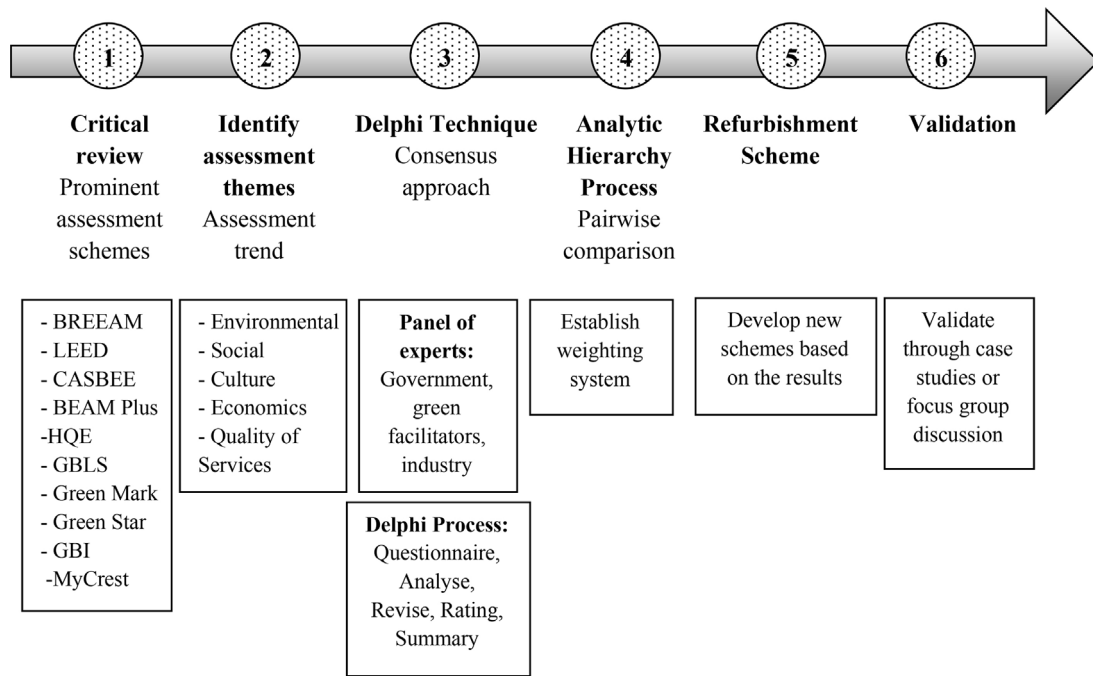 1
2
3
4
5
6
Critical
review
Prominent
assessment
schemes
Identify
assessment
themes
Assessment
trend
Delphi Technique
Consensus
approach
Analytic
Hierarchy
Process
Pairwise
comparison
Refurbishment
Scheme
Validation
- BREEAM
- LEED
- CASBEE
- BEAM Plus
-HQE
- GBLS
- Green Mark
- Green Star
- GBI
-MyCrest
- Environmental
- Social
- Culture
- Economics
- Quality of
Services
Panel of
experts:
Government,
green
facilitators,
industry
Delphi Process:
Questionnaire,
Analyse,
Revise, Rating,
Summary
Establish
weighting
system
Develop new
schemes based
on the results
Validate
through case
studies or
focus group
discussion